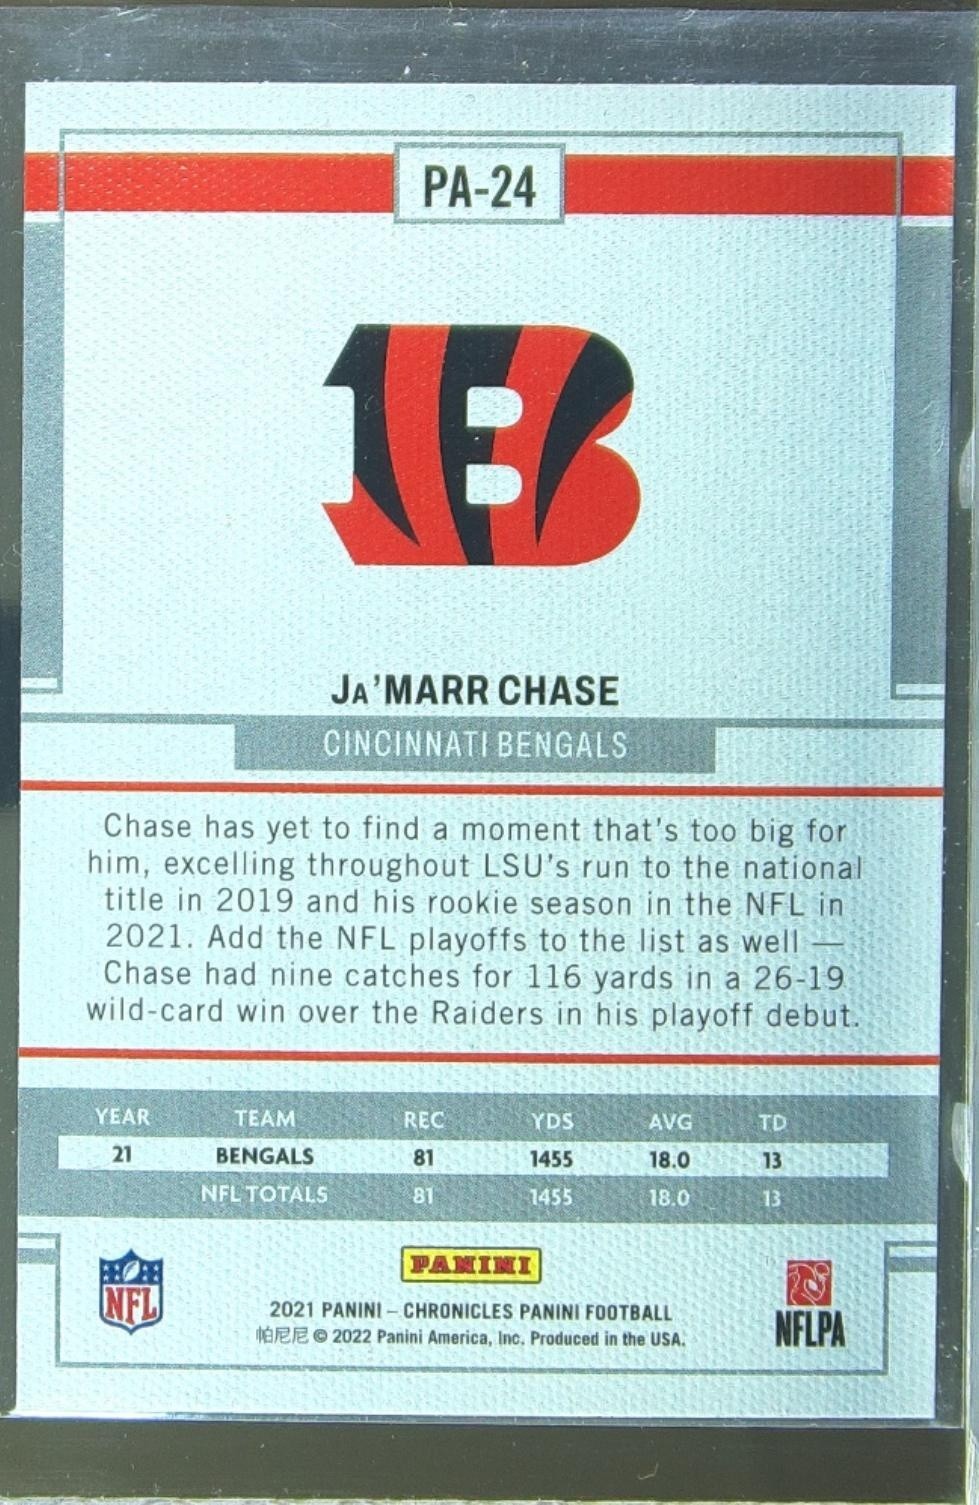 PA-24
B
JA'MARR CHASE
CINCINNATI BENGALS
Chase has yet to find a moment that's too big for
him, excelling throughout LSU's run to the national
title in 2019 and his rookie season in the NFL in
2021. Add the NFL playoffs to the list as well —
Chase had nine catches for 116 yards in a 26-19
wild-card win over the Raiders in his playoff debut.
YEAR TEAM REC YDS AVG TD
21 BENGALS 81 1455 18.0 13
NFL TOTALS 81 1455 18.0 13
NFL
PANINI
2021 PANINI – CHRONICLES PANINI FOOTBALL
帕尼尼 © 2022 Panini America, Inc. Produced in the USA.
NFLPA